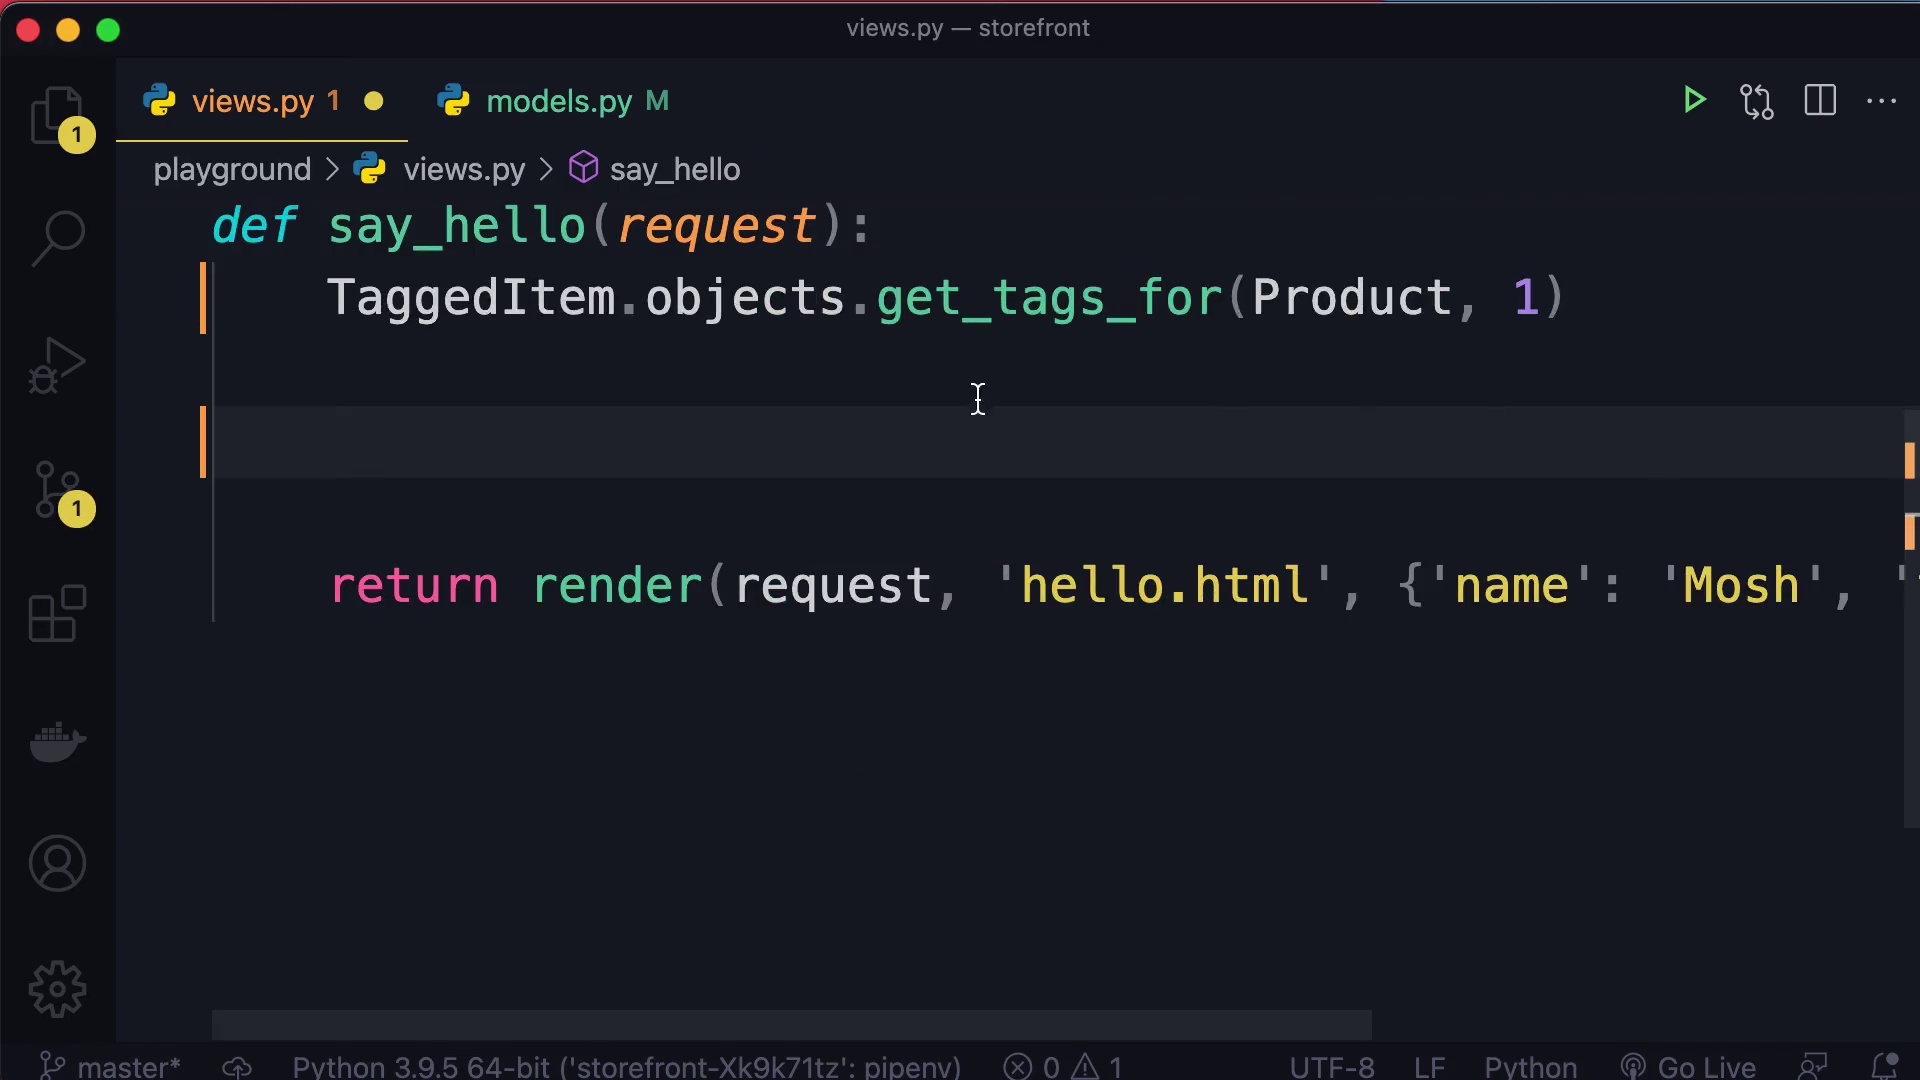 views.py — storefront
views.py 1
models.py M
playground > views.py > say_hello
def say_hello(request):
TaggedItem.objects.get_tags_for(Product, 1)
return render(request, 'hello.html', {'name': 'Mosh', '
1
1
master*
Python 3.9.5 64-bit ('storefront-Xk9k71tz': pipenv)
0
1
UTF-8
LF
Python
Go Live